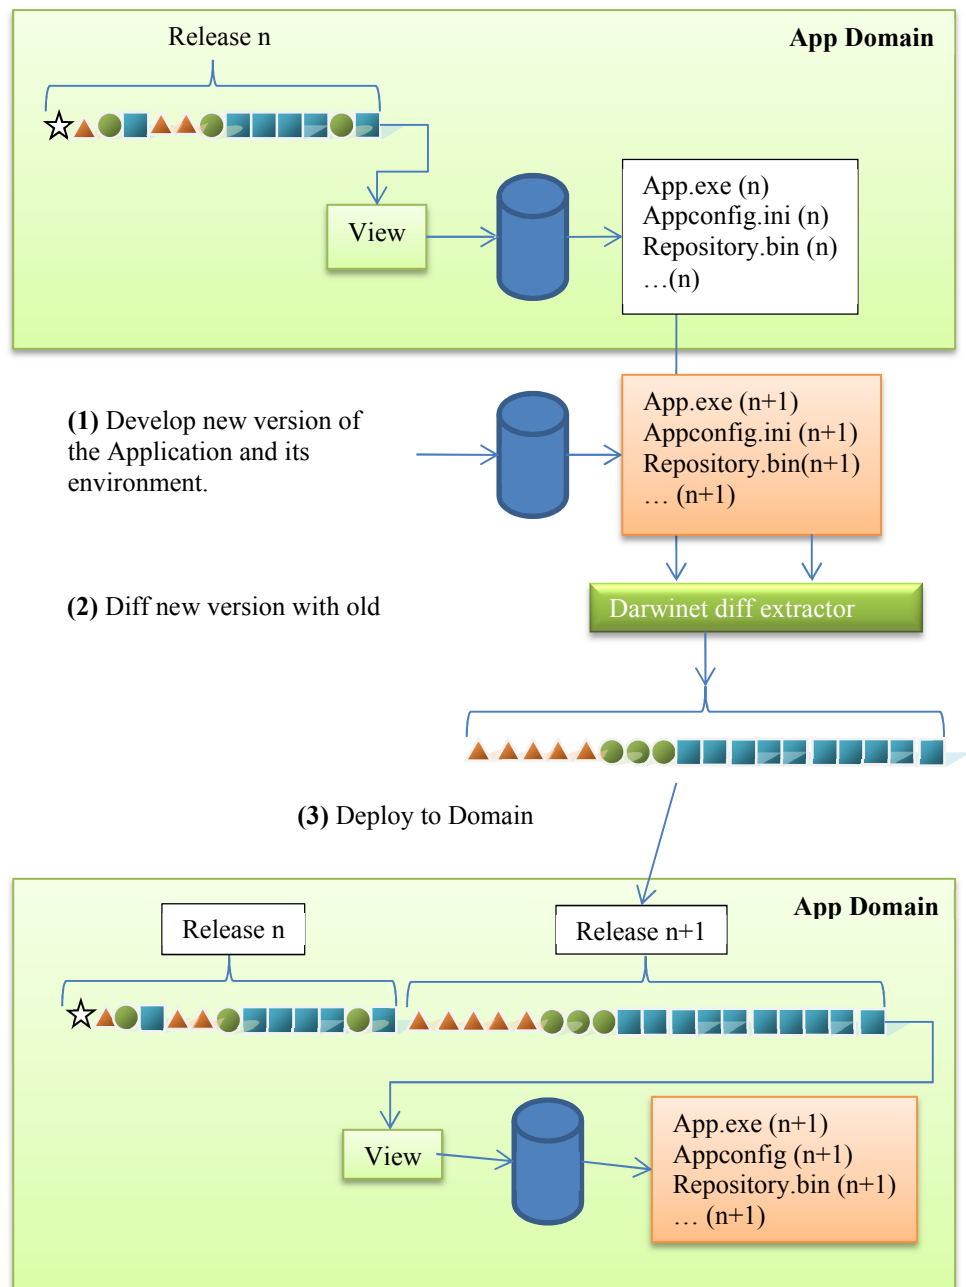 Release n
App Domain
App.exe (n)
Appconfig.ini (n)
Repository.bin (n)
…(n)
View
(1) Develop new version of
the Application and its
environment.
App.exe (n+1)
Appconfig.ini (n+1)
Repository.bin(n+1)
… (n+1)
(2) Diff new version with old
Darwinet diff extractor
(3) Deploy to Domain
App Domain
Release n
Release n+1
View
App.exe (n+1)
Appconfig (n+1)
Repository.bin (n+1)
… (n+1)